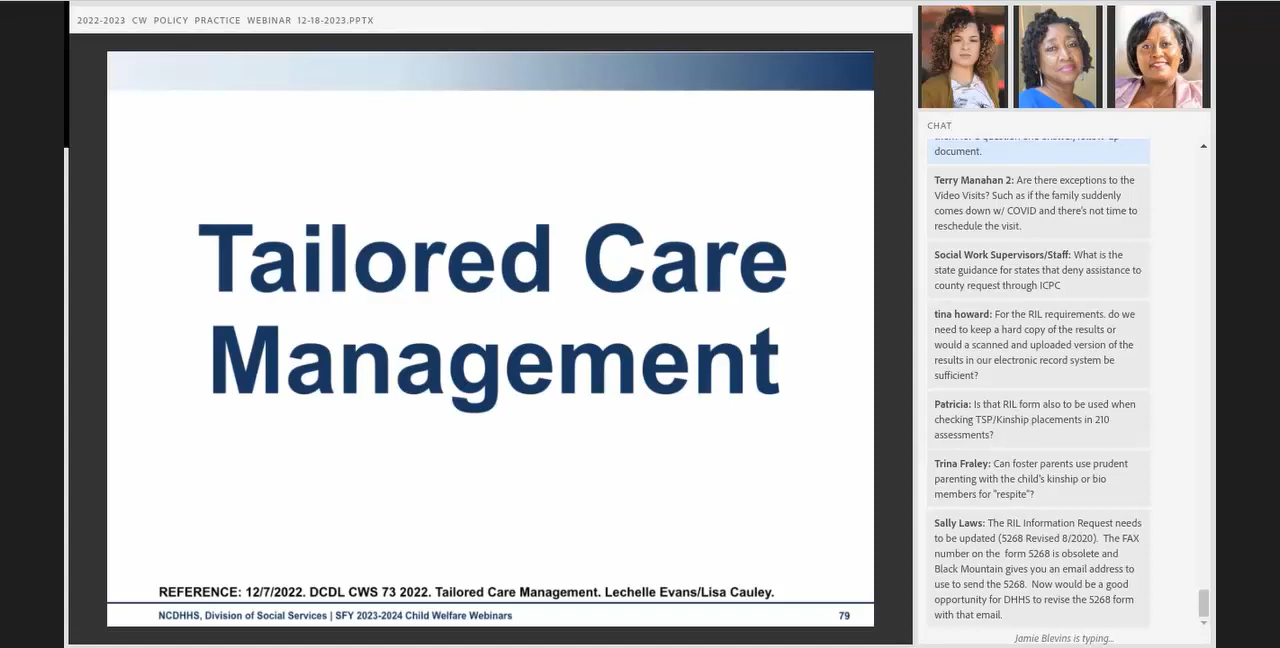 2022-2023 CW POLICY PRACTICE WEBINAR 12-18-2023.PPTX
Tailored Care
Management
REFERENCE: 12/7/2022. DCDL CWS 73 2022. Tailored Care Management. Lechelle Evans/Lisa Cauley.
NCDHHS, Division of Social Services | SFY 2023-2024 Child Welfare Webinars
79
CHAT
document.
Terry Manahan 2: Are there exceptions to the
Video Visits? Such as if the family suddenly
comes down w/ COVID and there's not time to
reschedule the visit.
Social Work Supervisors/Staff: What is the
state guidance for states that deny assistance to
county request through ICPC
tina howard: For the RIL requirements. do we
need to keep a hard copy of the results or
would a scanned and uploaded version of the
results in our electronic record system be
sufficient?
Patricia: Is that RIL form also to be used when
checking TSP/Kinship placements in 210
assessments?
Trina Fraley: Can foster parents use prudent
parenting with the child's kinship or bio
members for "respite"?
Sally Laws: The RIL Information Request needs
to be updated (5268 Revised 8/2020). The FAX
number on the form 5268 is obsolete and
Black Mountain gives you an email address to
use to send the 5268. Now would be a good
opportunity for DHHS to revise the 5268 form
with that email.
Jamie Blevins is typing...